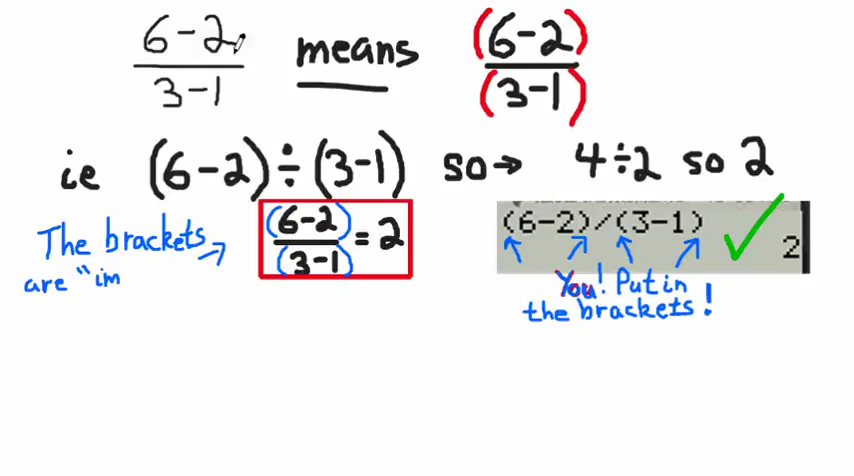 6-2 means (6-2)
3-1 (3-1)
ie (6-2)÷(3-1) so→ 4÷2 so 2
(6-2) = 2
(3-1)
(6-2)/(3-1)
2
The brackets
are "im
You! Put in
the brackets!